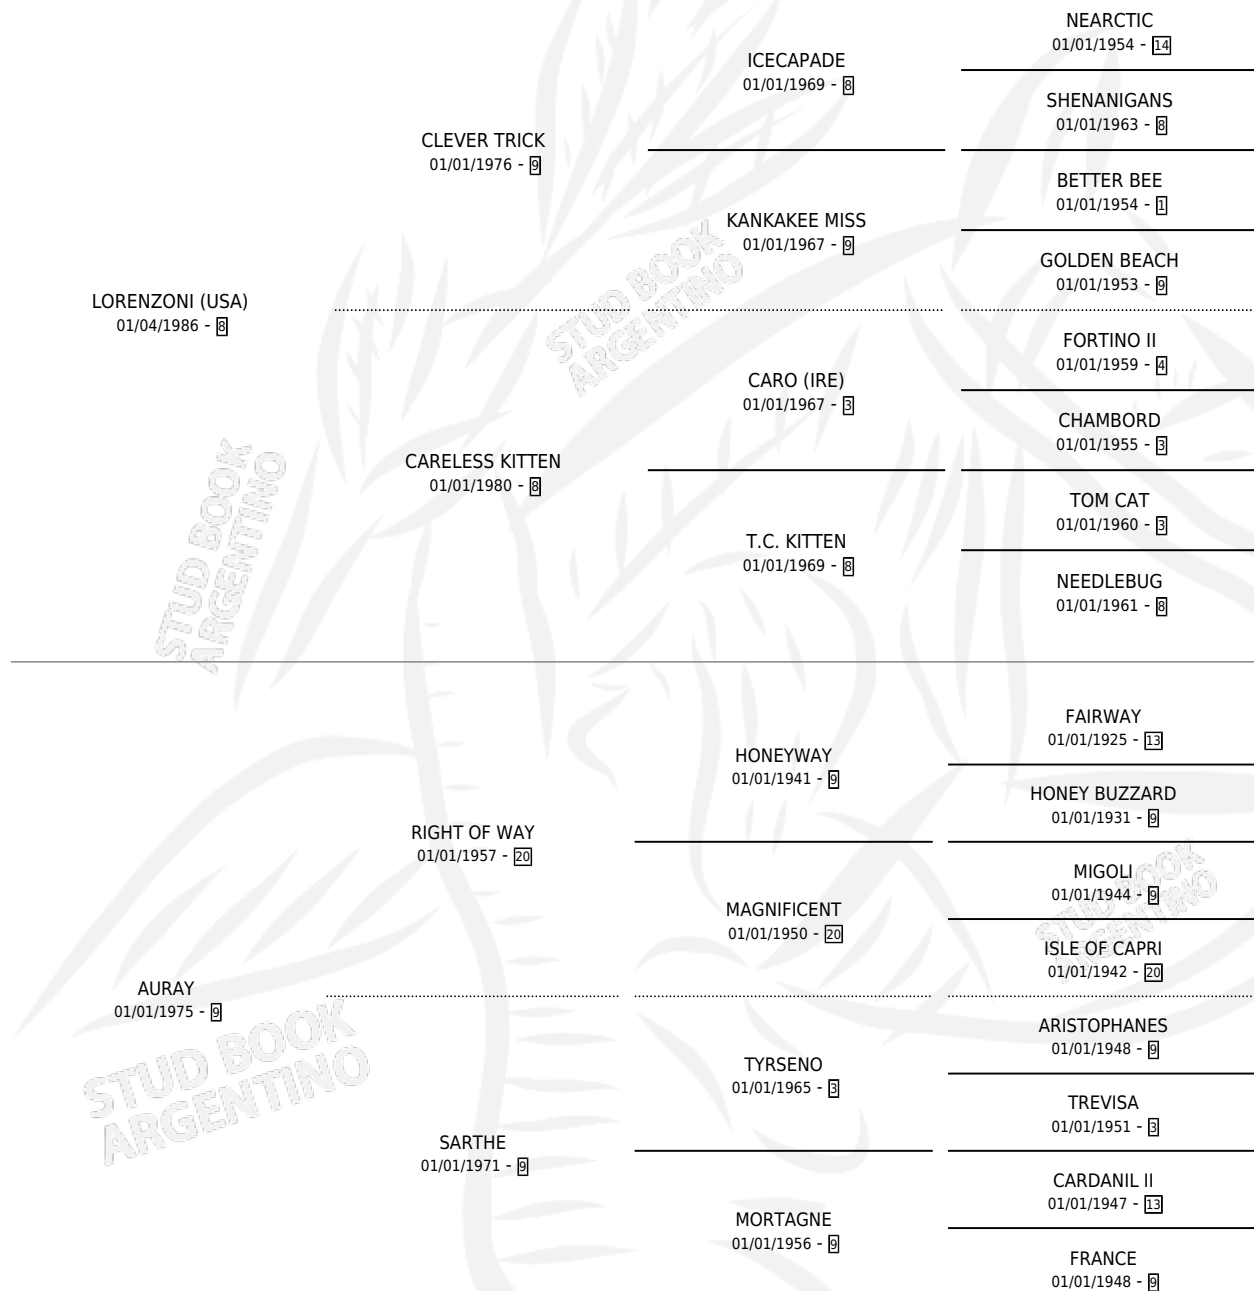 NEARCTIC
01/01/1954 - 14
ICECAPADE
01/01/1969 - 8
SHENANIGANS
01/01/1963 - 8
CLEVER TRICK
01/01/1976 - 9
BETTER BEE
01/01/1954 - 1
KANKAKEE MISS
01/01/1967 - 9
GOLDEN BEACH
01/01/1953 - 9
LORENZONI (USA)
01/04/1986 - 8
FORTINO II
01/01/1959 - 4
CARO (IRE)
01/01/1967 - 3
CHAMBORD
01/01/1955 - 3
CARELESS KITTEN
01/01/1980 - 8
TOM CAT
01/01/1960 - 3
T.C. KITTEN
01/01/1969 - 8
NEEDLEBUG
01/01/1961 - 8
FAIRWAY
01/01/1925 - 13
HONEYWAY
01/01/1941 - 9
HONEY BUZZARD
01/01/1931 - 9
RIGHT OF WAY
01/01/1957 - 20
MIGOLI
01/01/1944 - 9
MAGNIFICENT
01/01/1950 - 20
ISLE OF CAPRI
01/01/1942 - 20
AURAY
01/01/1975 - 9
ARISTOPHANES
01/01/1948 - 9
TYRSENO
01/01/1965 - 3
TREVISA
01/01/1951 - 3
SARTHE
01/01/1971 - 9
CARDANIL II
01/01/1947 - 13
MORTAGNE
01/01/1956 - 9
FRANCE
01/01/1948 - 9
STUD BOOK
ARGENTINO
STUD BOOK
ARGENTINO
STUD BOOK
ARGENTINO
STUD BOOK
ARGENTINO